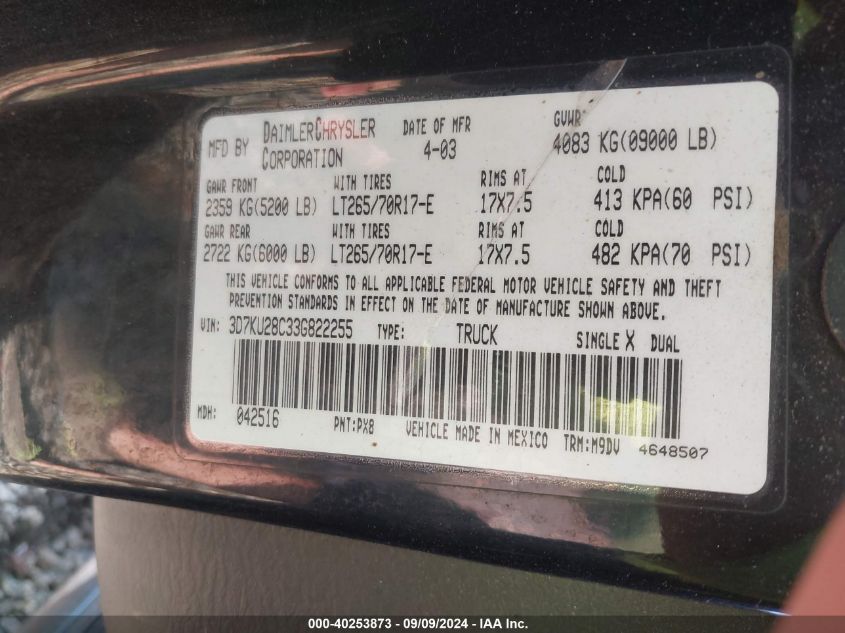 MFD BY DAIMLERCHRYSLER CORPORATION DATE OF MFR 4-03 GVWR 4083 KG(09000 LB)
GAWR FRONT WITH TIRES RIMS AT COLD
2359 KG(5200 LB) LT265/70R17-E 17X7.5 413 KPA(60 PSI)
GAWR REAR WITH TIRES RIMS AT COLD
2722 KG(6000 LB) LT265/70R17-E 17X7.5 482 KPA(70 PSI)
THIS VEHICLE CONFORMS TO ALL APPLICABLE FEDERAL MOTOR VEHICLE SAFETY AND THEFT
PREVENTION STANDARDS IN EFFECT ON THE DATE OF MANUFACTURE SHOWN ABOVE.
VIN: 3D7KU28C33G822255 TYPE: TRUCK SINGLE X DUAL
MDH: 042516 PNT:PX8 VEHICLE MADE IN MEXICO TRM:M9DV 4648507
000-40253873 / 09/09/2024 - IAA Inc.